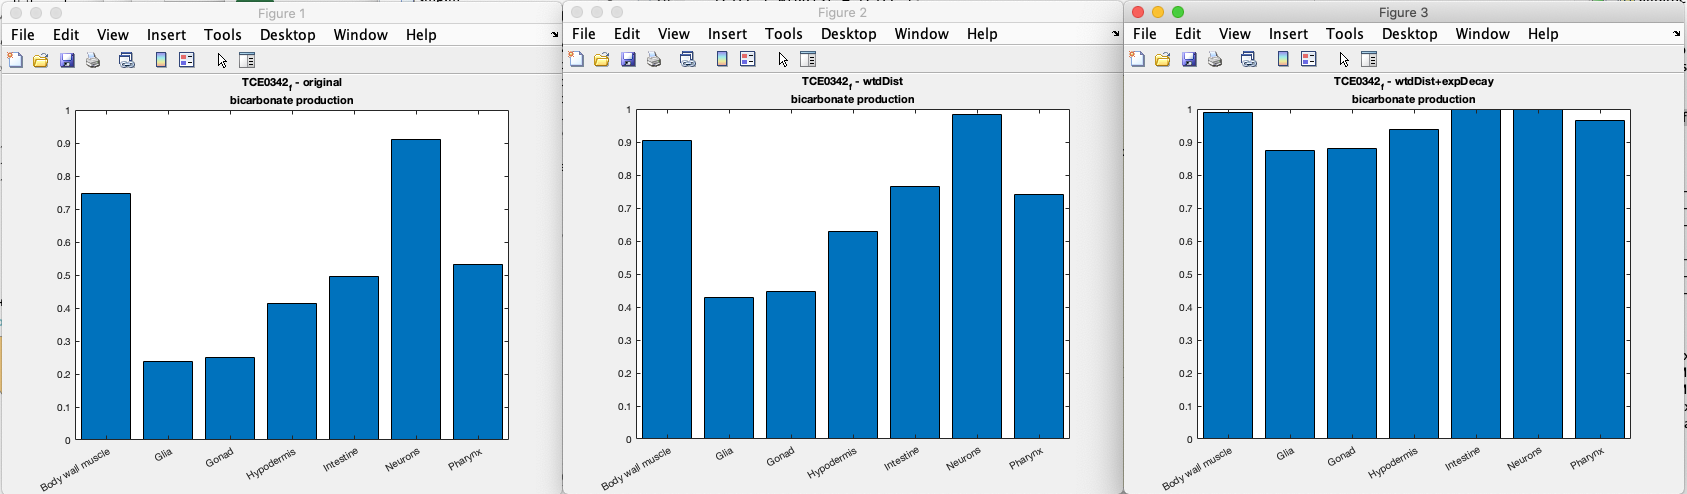 Figure 1
File Edit View Insert Tools Desktop Window Help
TCE0342f - original
bicarbonate production
1
0.9
0.8
0.7
0.6
0.5
0.4
0.3
0.2
0.1
0
Body wall muscle
Glia
Gonad
Hypodermis
Intestine
Neurons
Pharynx
Figure 2
File Edit View Insert Tools Desktop Window Help
TCE0342f - wtdDist
bicarbonate production
1
0.9
0.8
0.7
0.6
0.5
0.4
0.3
0.2
0.1
0
Body wall muscle
Glia
Gonad
Hypodermis
Intestine
Neurons
Pharynx
Figure 3
File Edit View Insert Tools Desktop Window Help
TCE0342f - wtdDist+expDecay
bicarbonate production
1
0.9
0.8
0.7
0.6
0.5
0.4
0.3
0.2
0.1
0
Body wall muscle
Glia
Gonad
Hypodermis
Intestine
Neurons
Pharynx